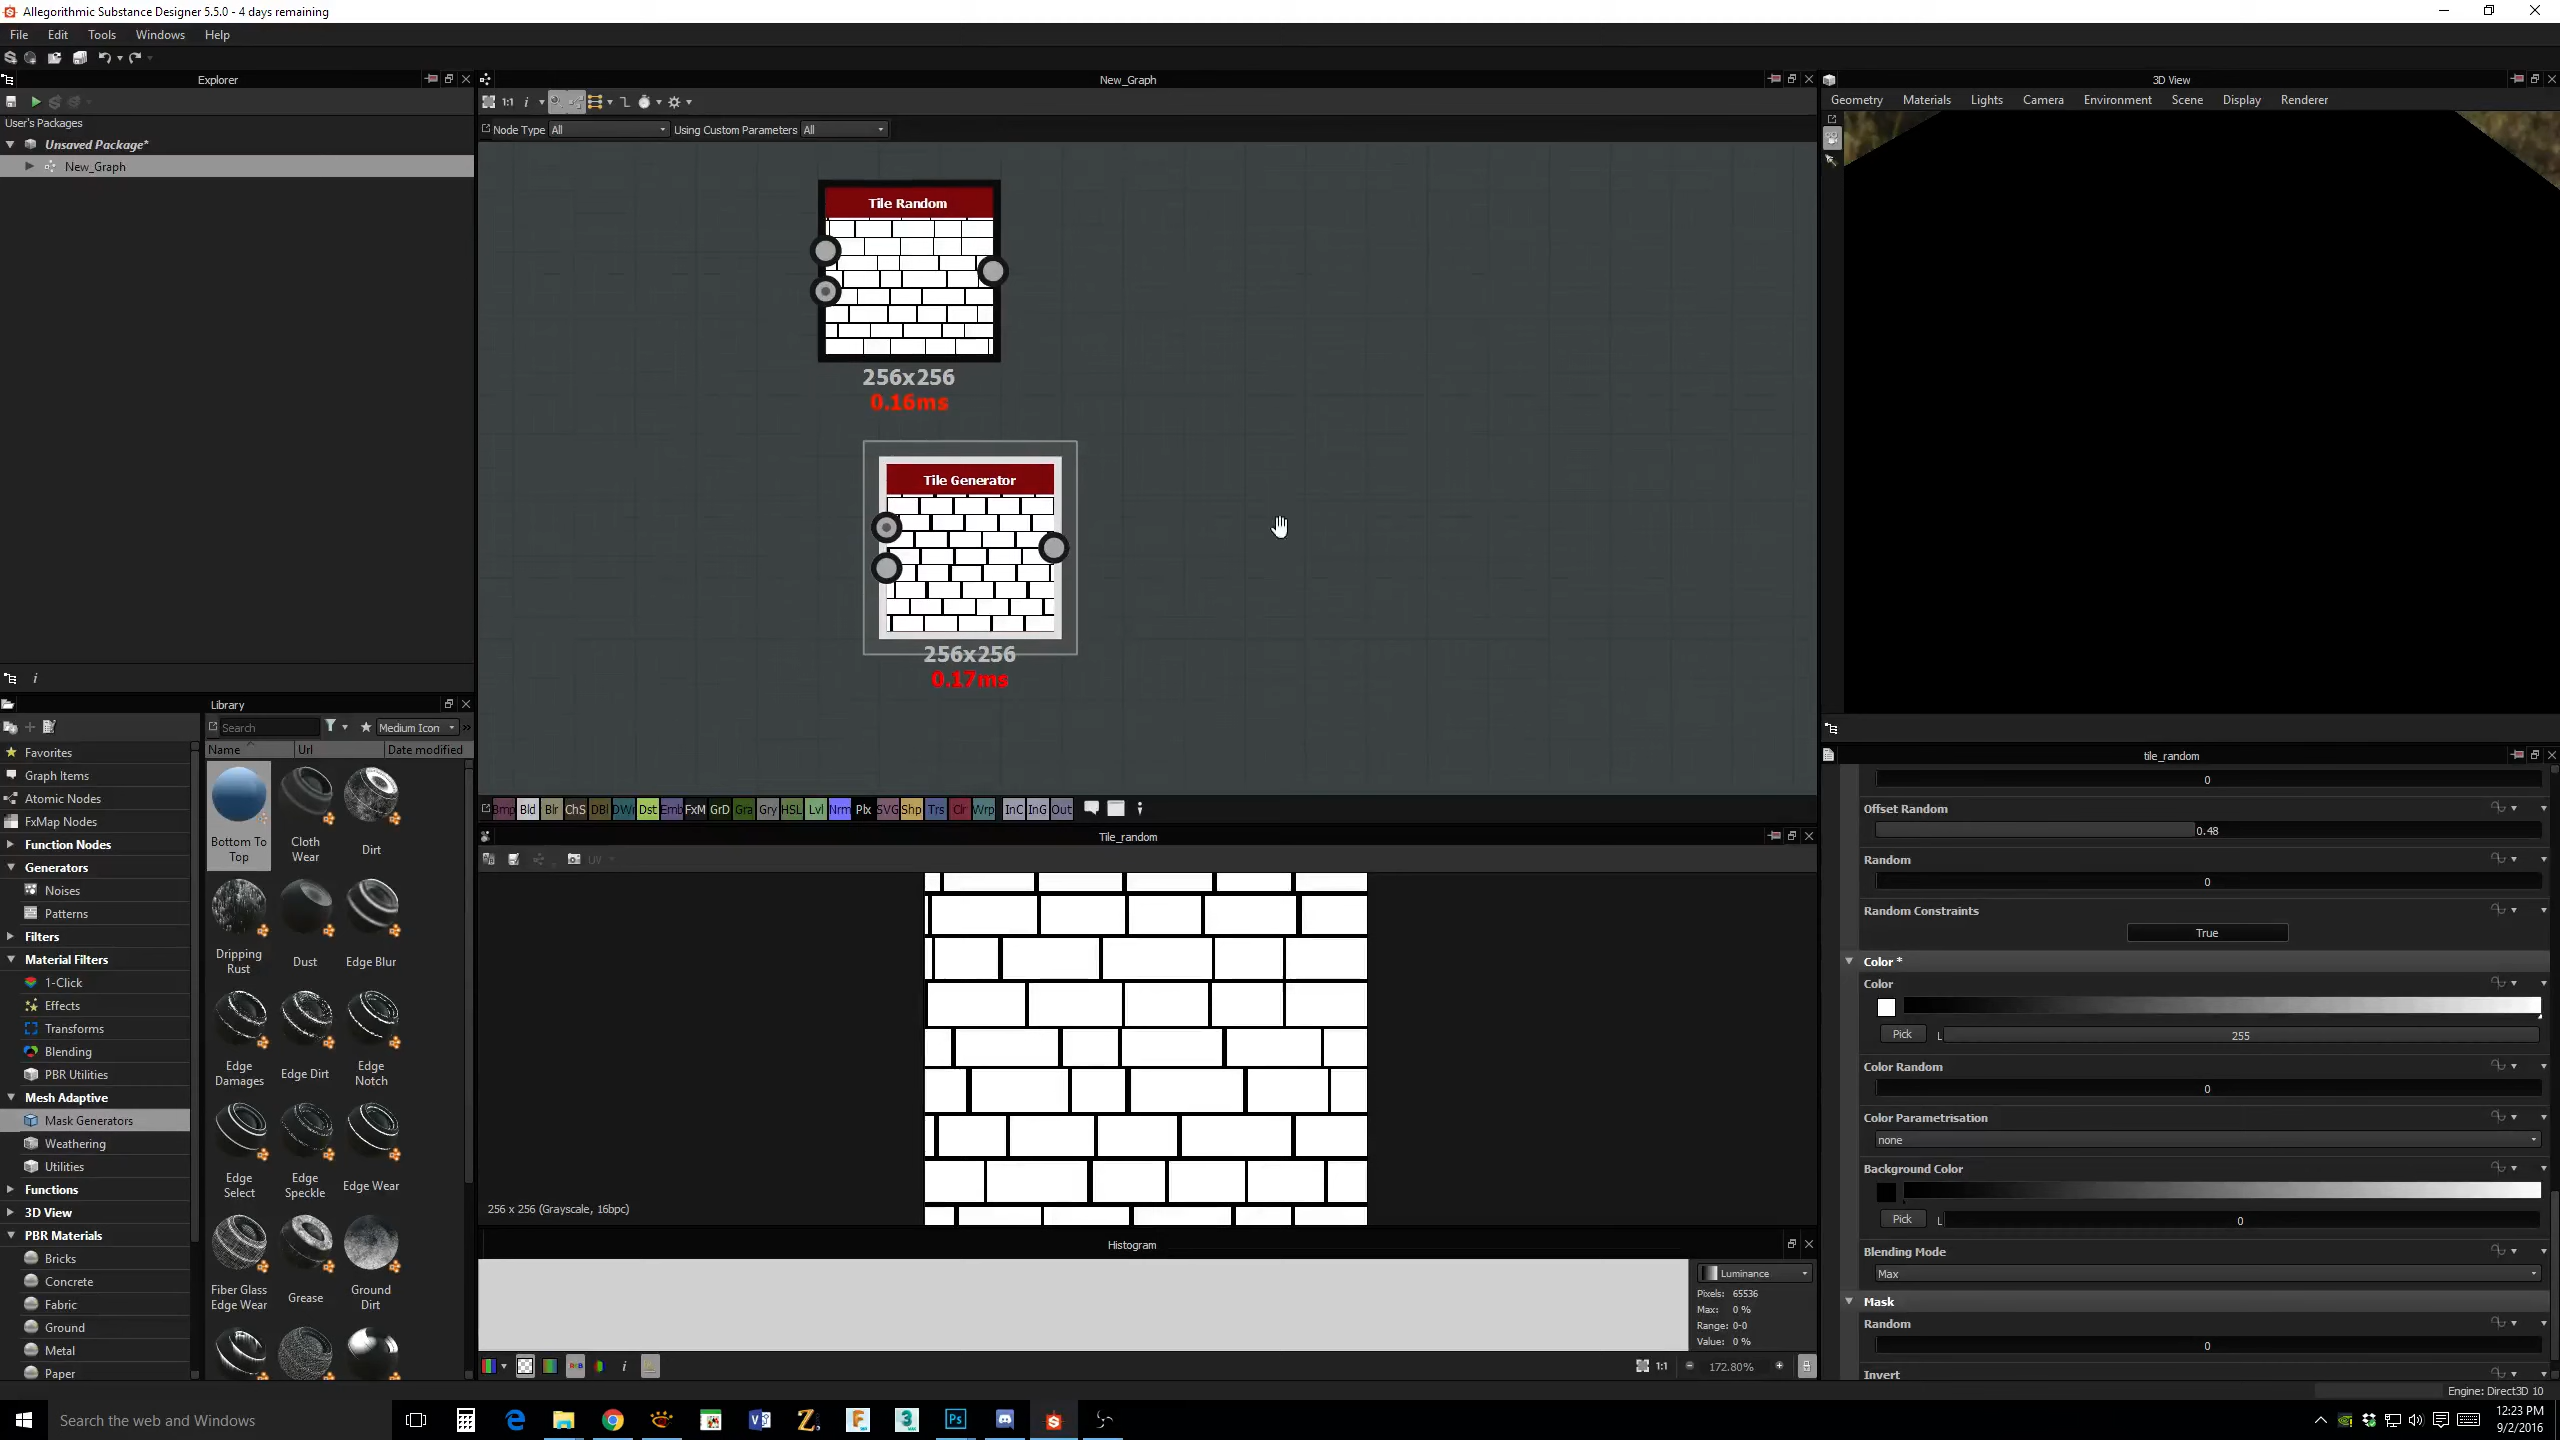 Allegorithmic Substance Designer 5.5.0 - 4 days remaining
File Edit Tools Windows Help
Explorer
User's Packages
Unsaved Package*
New_Graph
New_Graph
1:1 i
Node Type All Using Custom Parameters All
Tile Random
256x256
0.16ms
Tile Generator
256x256
0.17ms
Bmp Bld Blr ChS DBl DWr Dst Emb FxM GrD Gra Gry HSL Lvl Nrm Plx SVG Shp Trs Clr Wrp InC InG Out
Tile_random
UV
256 x 256 (Grayscale, 16bpc)
Histogram
Luminance
Pixels: 65536
Max: 0 %
Range: 0-0
Value: 0 %
RGB i 1:1 172.80%
3D View
Geometry Materials Lights Camera Environment Scene Display Renderer
tile_random
0
Offset Random
0.48
Random
0
Random Constraints
True
Color *
Color
Pick L 255
Color Random
0
Color Parametrisation
none
Background Color
Pick L 0
Blending Mode
Max
Mask
Random
0
Invert
Engine: Direct3D 10
i
Library
Search Medium Icon »
Name Url Date modified
Favorites
Graph Items
Atomic Nodes
FxMap Nodes
Function Nodes
Generators
Noises
Patterns
Filters
Material Filters
1-Click
Effects
Transforms
Blending
PBR Utilities
Mesh Adaptive
Mask Generators
Weathering
Utilities
Functions
3D View
PBR Materials
Bricks
Concrete
Fabric
Ground
Metal
Paper
Bottom To Top
Cloth Wear
Dirt
Dripping Rust
Dust
Edge Blur
Edge Damages
Edge Dirt
Edge Notch
Edge Select
Edge Speckle
Edge Wear
Fiber Glass Edge Wear
Grease
Ground Dirt
Search the web and Windows
Ps
12:23 PM
9/2/2016